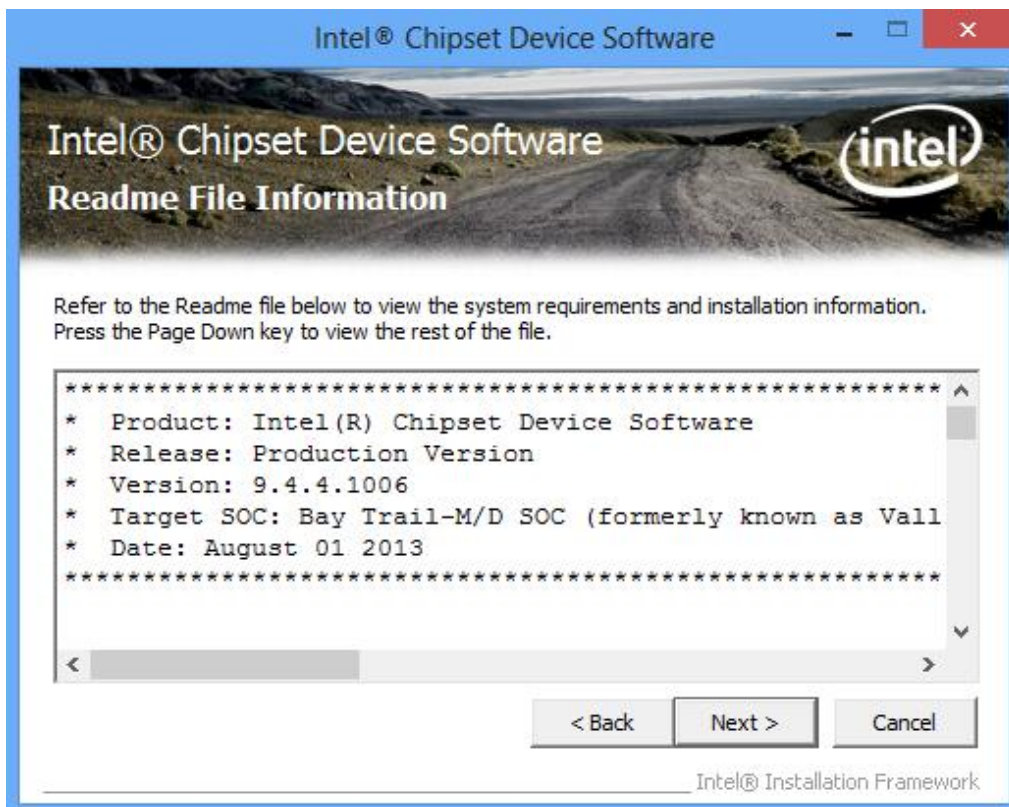 Intel® Chipset Device Software
Intel® Chipset Device Software
intel
Readme File Information
Refer to the Readme file below to view the system requirements and installation information.
Press the Page Down key to view the rest of the file.
********************************************************
* Product: Intel(R) Chipset Device Software
* Release: Production Version
* Version: 9.4.4.1006
* Target SOC: Bay Trail-M/D SOC (formerly known as Vall
* Date: August 01 2013
********************************************************
< Back Next > Cancel
Intel® Installation Framework